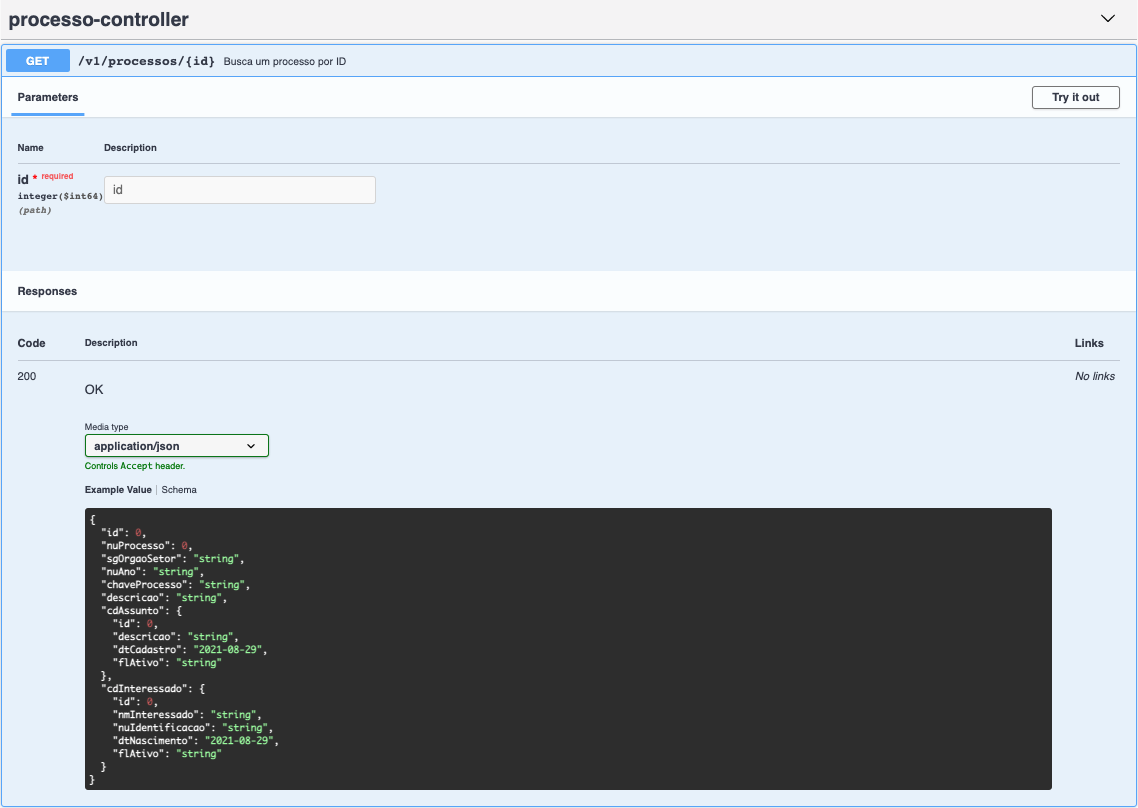 processo-controller
GET /v1/processos/{id} Busca um processo por ID
Parameters
Try it out
Name Description
id * required
integer($int64)
(path)
id
Responses
Code Description Links
200
OK
No links
Media type
application/json
Controls Accept header.
Example Value | Schema
{
  "id": 0,
  "nuProcesso": 0,
  "sgOrgaoSetor": "string",
  "nuAno": "string",
  "chaveProcesso": "string",
  "descricao": "string",
  "cdAssunto": {
    "id": 0,
    "descricao": "string",
    "dtCadastro": "2021-08-29",
    "flAtivo": "string"
  },
  "cdInteressado": {
    "id": 0,
    "nmInteressado": "string",
    "nuIdentificacao": "string",
    "dtNascimento": "2021-08-29",
    "flAtivo": "string"
  }
}